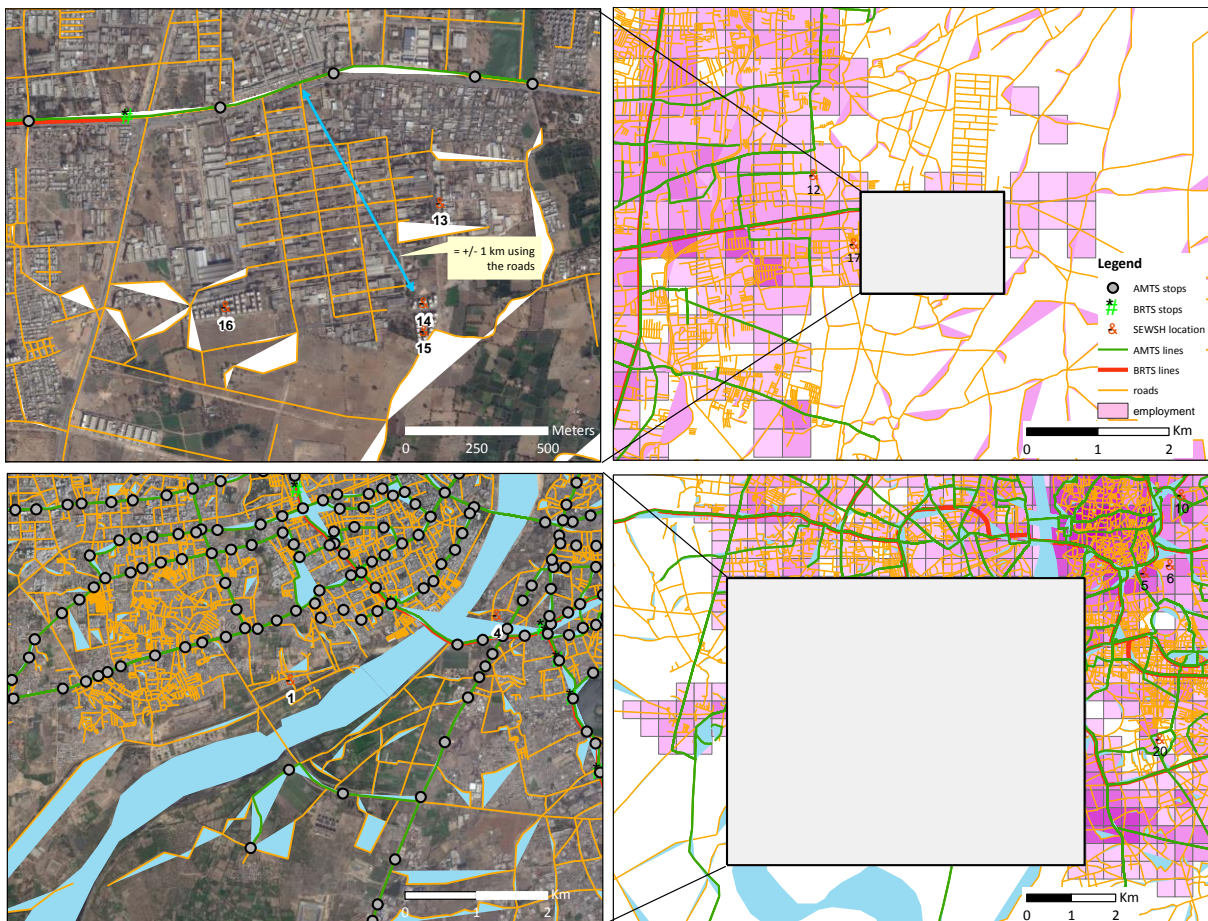 13
= +/- 1 km using
the roads
16
14
15
Meters
0 250 500
12
17
Legend
AMTS stops
BRTS stops
SEWSH location
AMTS lines
BRTS lines
roads
employment
Km
0 1 2
4
1
Km
0 1 2
10
5
6
20
Km
0 1 2